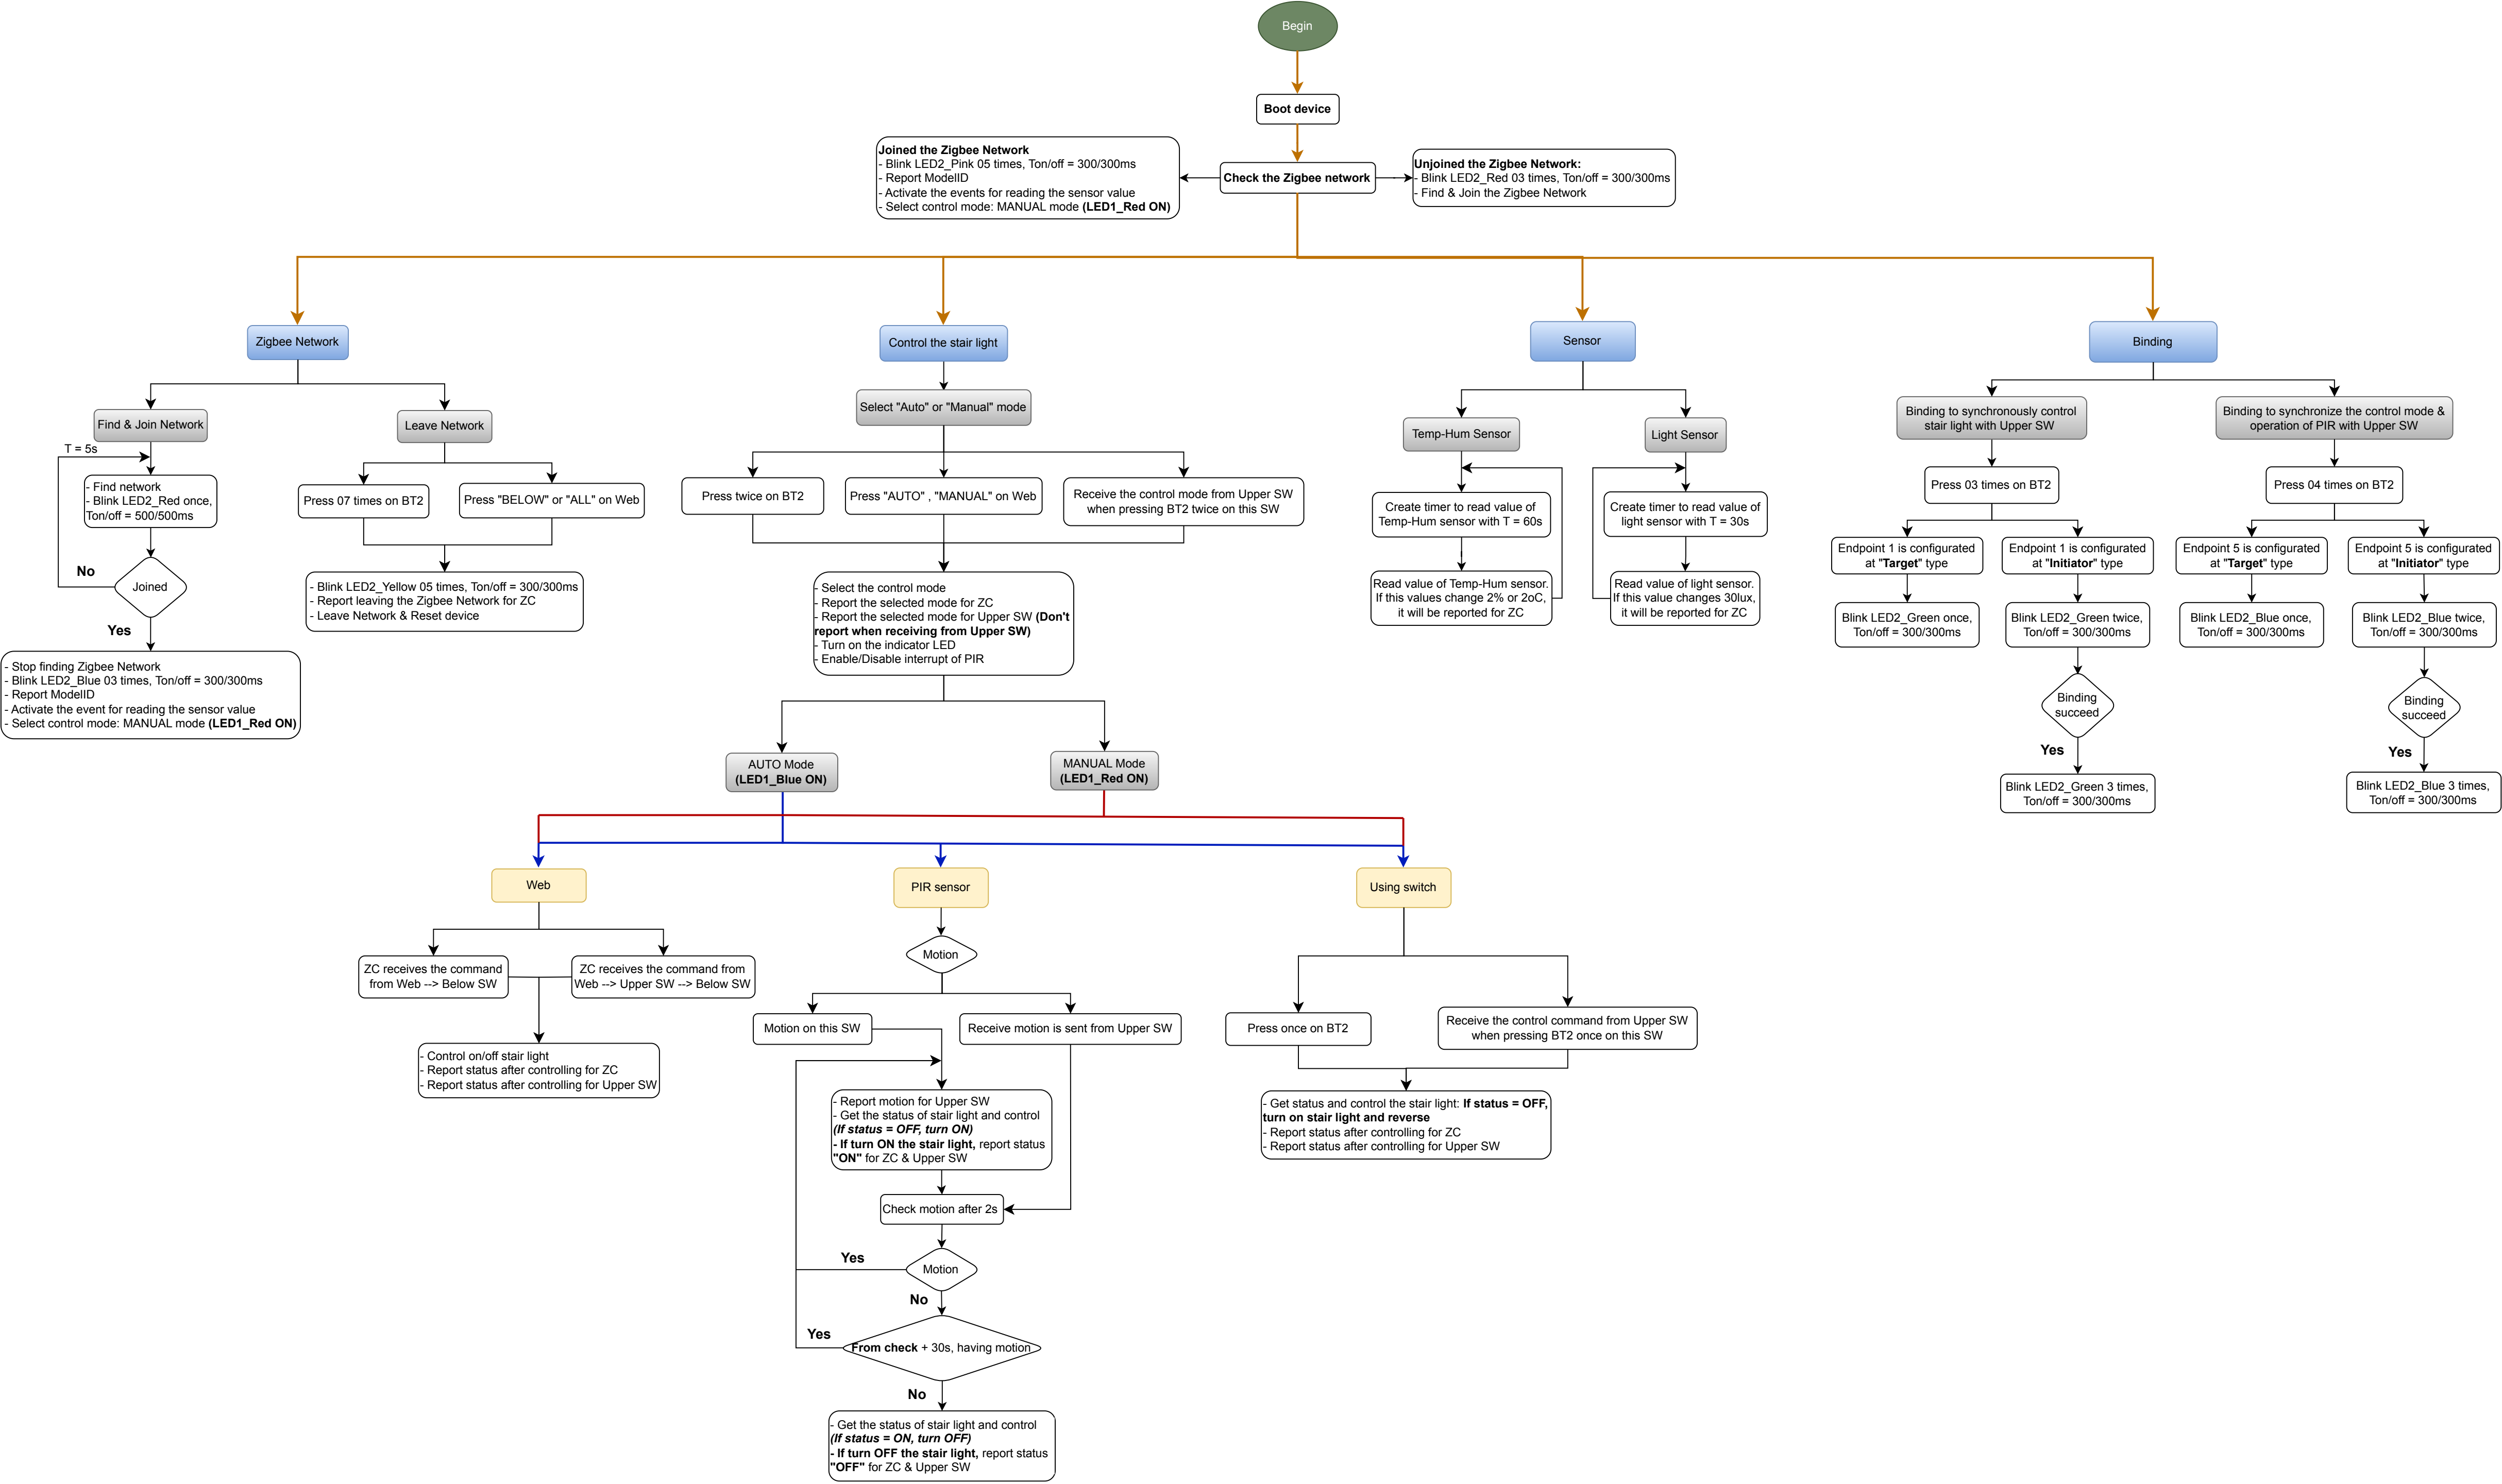 Begin
Boot device
Joined the Zigbee Network
- Blink LED2_Pink 05 times, Ton/off = 300/300ms
- Report ModelID
- Activate the events for reading the sensor value
- Select control mode: MANUAL mode (LED1_Red ON)
Check the Zigbee network
Unjoined the Zigbee Network:
- Blink LED2_Red 03 times, Ton/off = 300/300ms
- Find & Join the Zigbee Network
Zigbee Network
Find & Join Network
T = 5s
- Find network
- Blink LED2_Red once,
Ton/off = 500/500ms
No
Joined
Yes
- Stop finding Zigbee Network
- Blink LED2_Blue 03 times, Ton/off = 300/300ms
- Report ModelID
- Activate the event for reading the sensor value
- Select control mode: MANUAL mode (LED1_Red ON)
Leave Network
Press 07 times on BT2
Press "BELOW" or "ALL" on Web
- Blink LED2_Yellow 05 times, Ton/off = 300/300ms
- Report leaving the Zigbee Network for ZC
- Leave Network & Reset device
Control the stair light
Select "Auto" or "Manual" mode
Press twice on BT2
Press "AUTO" , "MANUAL" on Web
Receive the control mode from Upper SW
when pressing BT2 twice on this SW
- Select the control mode
- Report the selected mode for ZC
- Report the selected mode for Upper SW (Don't
report when receiving from Upper SW)
- Turn on the indicator LED
- Enable/Disable interrupt of PIR
AUTO Mode
(LED1_Blue ON)
MANUAL Mode
(LED1_Red ON)
Web
ZC receives the command
from Web --> Below SW
ZC receives the command from
Web --> Upper SW --> Below SW
- Control on/off stair light
- Report status after controlling for ZC
- Report status after controlling for Upper SW
PIR sensor
Motion
Motion on this SW
Receive motion is sent from Upper SW
- Report motion for Upper SW
- Get the status of stair light and control
(If status = OFF, turn ON)
- If turn ON the stair light, report status
"ON" for ZC & Upper SW
Check motion after 2s
Yes
Motion
No
Yes
From check + 30s, having motion
No
- Get the status of stair light and control
(If status = ON, turn OFF)
- If turn OFF the stair light, report status
"OFF" for ZC & Upper SW
Using switch
Press once on BT2
Receive the control command from Upper SW
when pressing BT2 once on this SW
- Get status and control the stair light: If status = OFF,
turn on stair light and reverse
- Report status after controlling for ZC
- Report status after controlling for Upper SW
Sensor
Temp-Hum Sensor
Create timer to read value of
Temp-Hum sensor with T = 60s
Read value of Temp-Hum sensor.
If this values change 2% or 2oC,
it will be reported for ZC
Light Sensor
Create timer to read value of
light sensor with T = 30s
Read value of light sensor.
If this value changes 30lux,
it will be reported for ZC
Binding
Binding to synchronously control
stair light with Upper SW
Press 03 times on BT2
Endpoint 1 is configurated
at "Target" type
Blink LED2_Green once,
Ton/off = 300/300ms
Endpoint 1 is configurated
at "Initiator" type
Blink LED2_Green twice,
Ton/off = 300/300ms
Binding
succeed
Yes
Blink LED2_Green 3 times,
Ton/off = 300/300ms
Binding to synchronize the control mode &
operation of PIR with Upper SW
Press 04 times on BT2
Endpoint 5 is configurated
at "Target" type
Blink LED2_Blue once,
Ton/off = 300/300ms
Endpoint 5 is configurated
at "Initiator" type
Blink LED2_Blue twice,
Ton/off = 300/300ms
Binding
succeed
Yes
Blink LED2_Blue 3 times,
Ton/off = 300/300ms